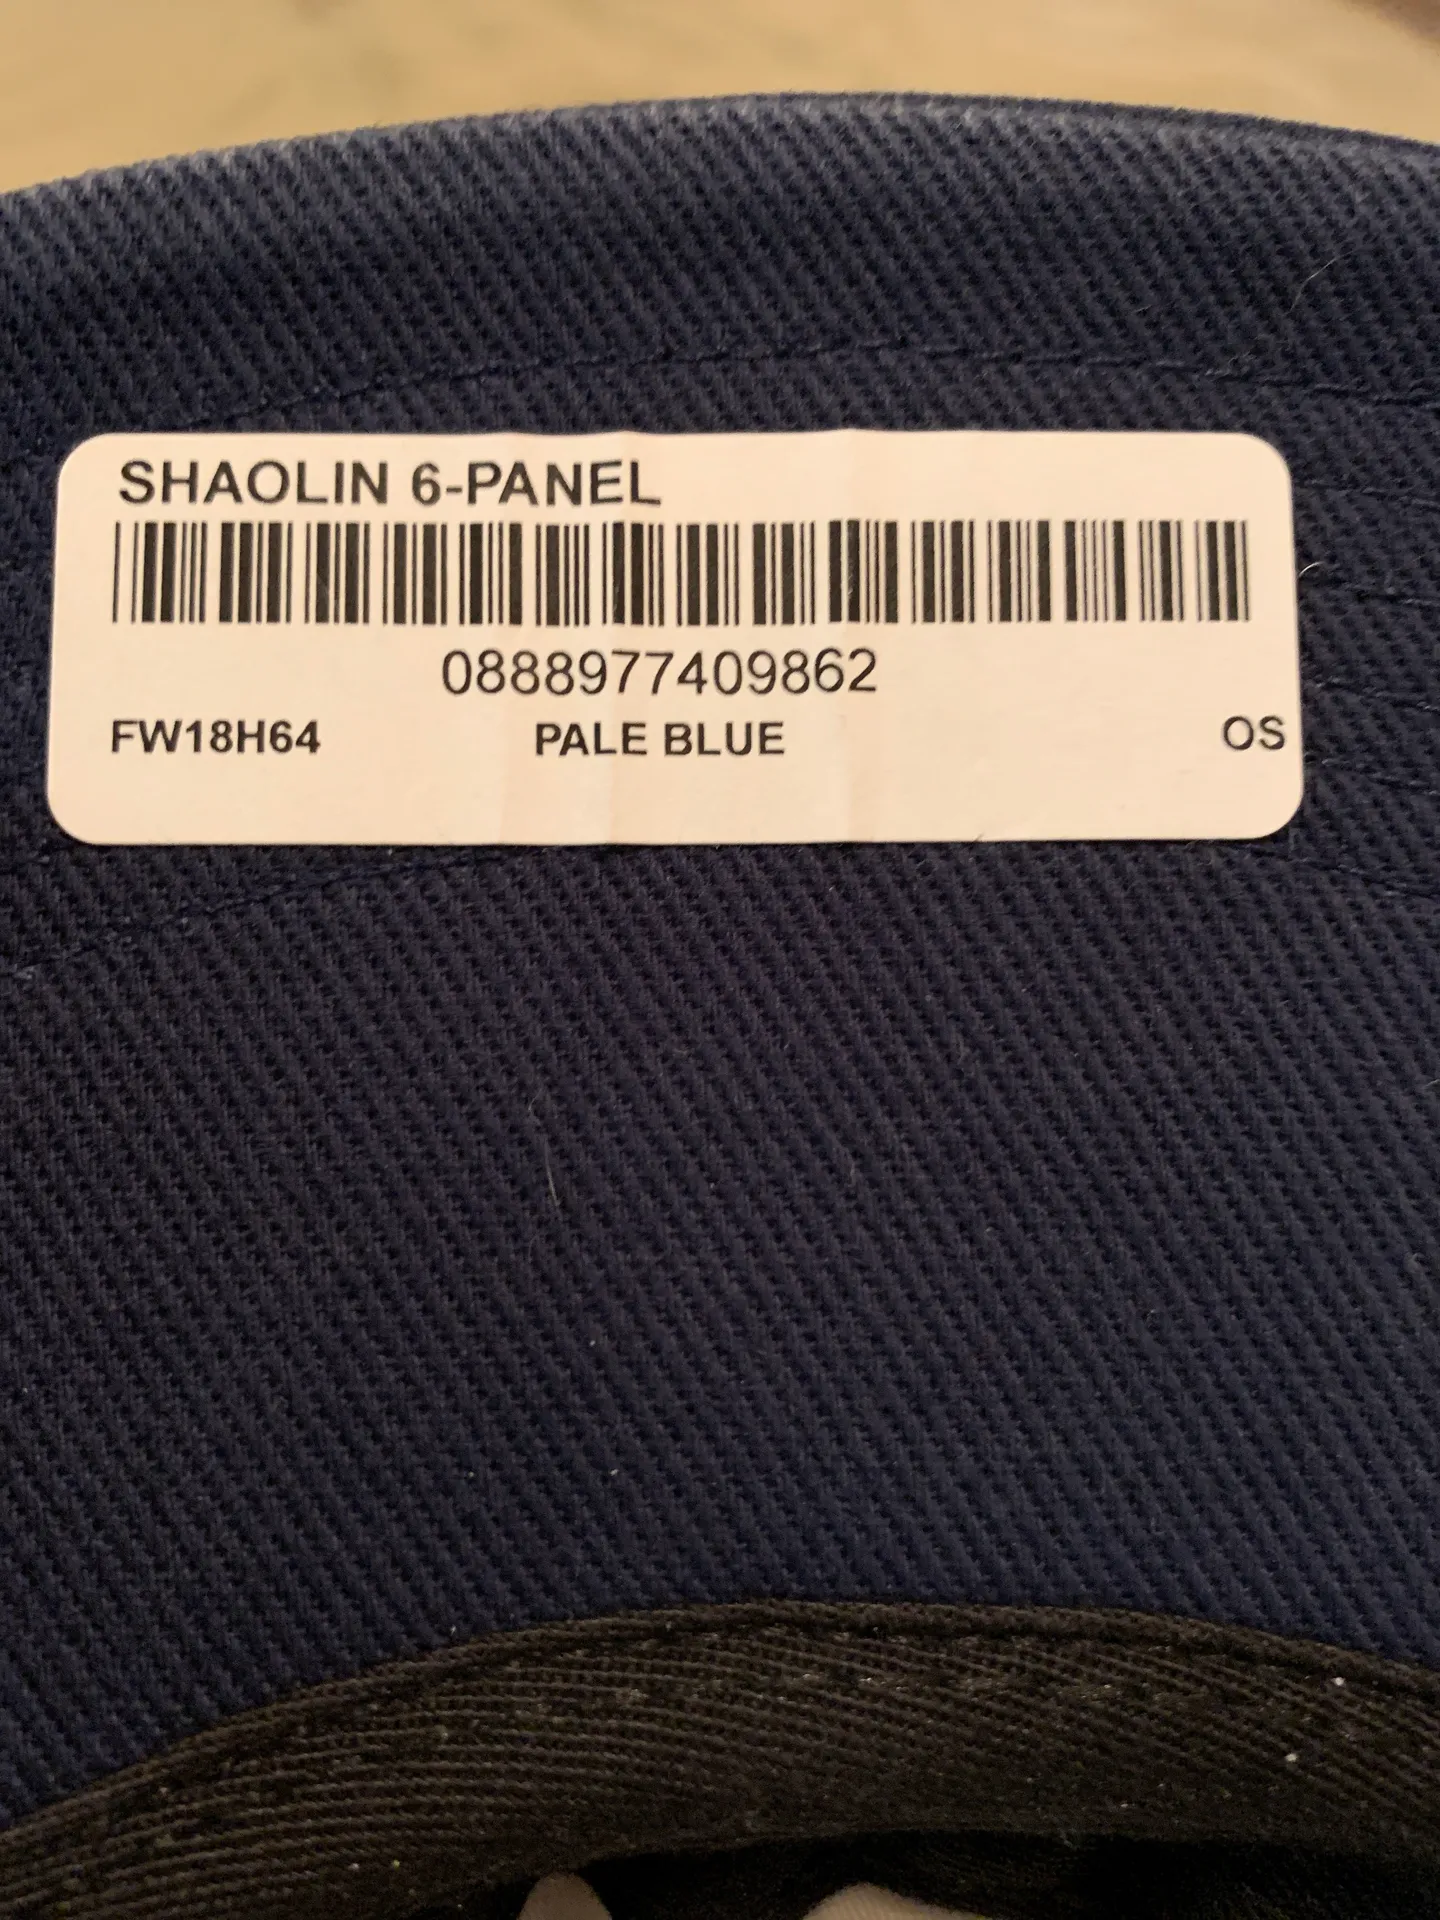 SHAOLIN 6-PANEL
0888977409862
FW18H64 PALE BLUE OS